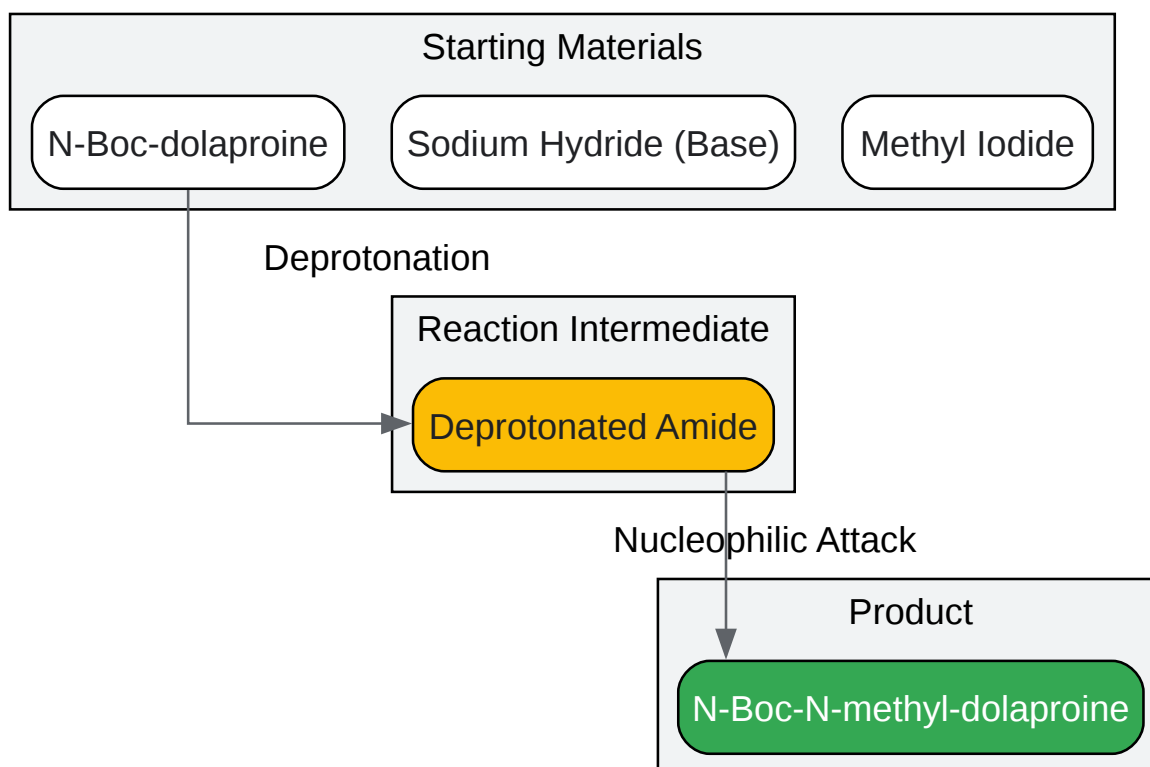 Starting Materials
N-Boc-dolaproine
Sodium Hydride (Base)
Methyl Iodide
Deprotonation
Reaction Intermediate
Deprotonated Amide
Nucleophilic Attack
Product
N-Boc-N-methyl-dolaproine